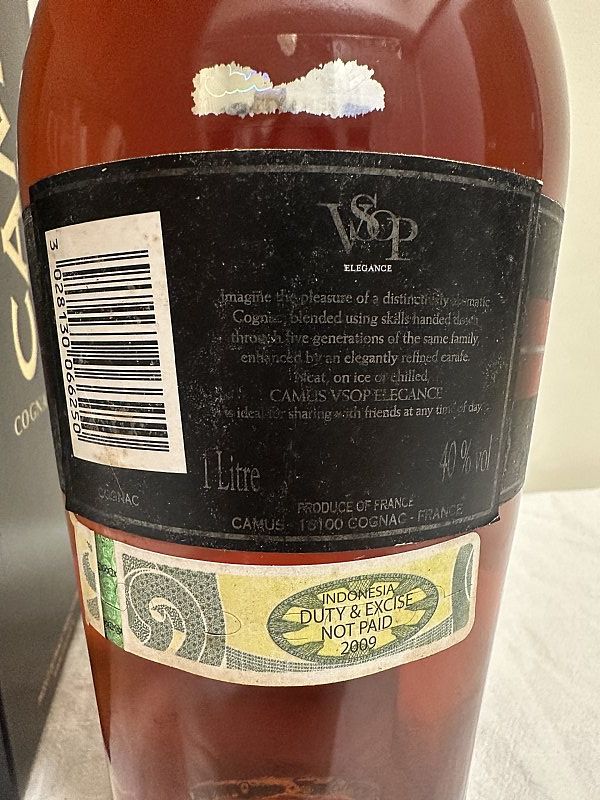 VSOP
ELEGANCE
Imagine the pleasure of a distinctively aromatic
Cognac, blended using skills handed down
through five generations of the same family,
enhanced by an elegantly refined carafe.
Neat, on ice or chilled,
CAMUS VSOP ELEGANCE
is ideal for sharing with friends at any time of day.
3 028130 066250
1 Litre
40 % vol
COGNAC
PRODUCE OF FRANCE
CAMUS - 16100 COGNAC - FRANCE
INDONESIA
DUTY & EXCISE
NOT PAID
2009
CAM
COGNA